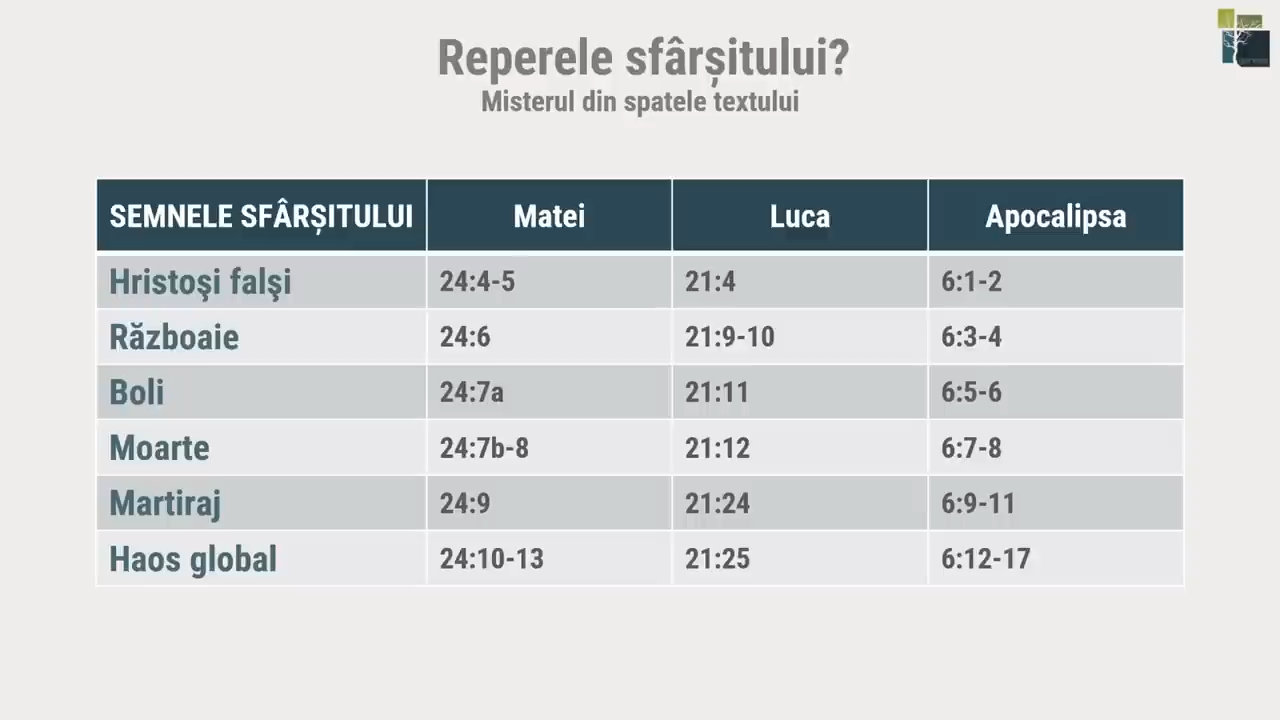 Reperele sfârșitului?
Misterul din spatele textului
SEMNELE SFÂRȘITULUI Matei Luca Apocalipsa
Hristoşi falşi 24:4-5 21:4 6:1-2
Războaie 24:6 21:9-10 6:3-4
Boli 24:7a 21:11 6:5-6
Moarte 24:7b-8 21:12 6:7-8
Martiraj 24:9 21:24 6:9-11
Haos global 24:10-13 21:25 6:12-17